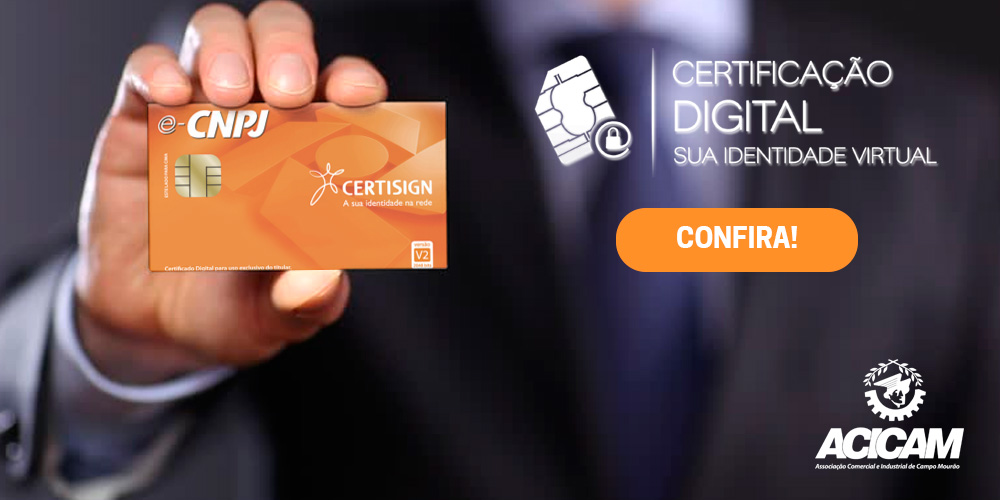 e-CNPJ
CERTISIGN
A sua identidade na rede
VERSÃO
V2
Certificado Digital para uso exclusivo do titular
CERTIFICAÇÃO
DIGITAL
SUA IDENTIDADE VIRTUAL
CONFIRA!
ACICAM
Associação Comercial e Industrial de Campo Mourão